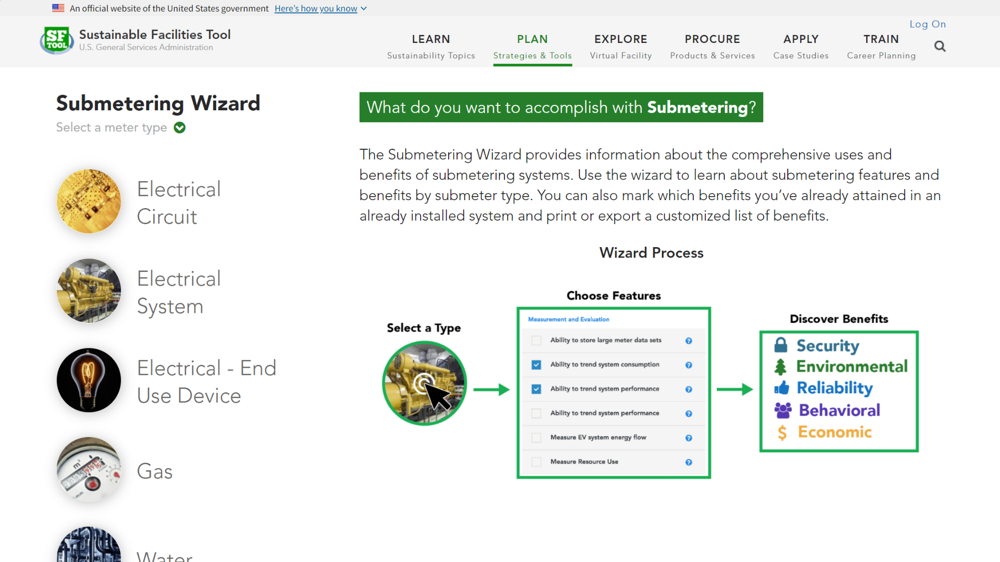 An official website of the United States government Here's how you know
SF
TOOL
Sustainable Facilities Tool
U.S. General Services Administration
Log On
LEARN
Sustainability Topics
PLAN
Strategies & Tools
EXPLORE
Virtual Facility
PROCURE
Products & Services
APPLY
Case Studies
TRAIN
Career Planning
Submetering Wizard
Select a meter type
Electrical
Circuit
Electrical
System
Electrical - End
Use Device
Gas
Water
What do you want to accomplish with Submetering?
The Submetering Wizard provides information about the comprehensive uses and
benefits of submetering systems. Use the wizard to learn about submetering features and
benefits by submeter type. You can also mark which benefits you’ve already attained in an
already installed system and print or export a customized list of benefits.
Wizard Process
Select a Type
Choose Features
Measurement and Evaluation
Ability to store large meter data sets ?
Ability to trend system consumption ?
Ability to trend system performance ?
Ability to trend system performance ?
Measure EV system energy flow ?
Measure Resource Use ?
Discover Benefits
Security
Environmental
Reliability
Behavioral
$ Economic